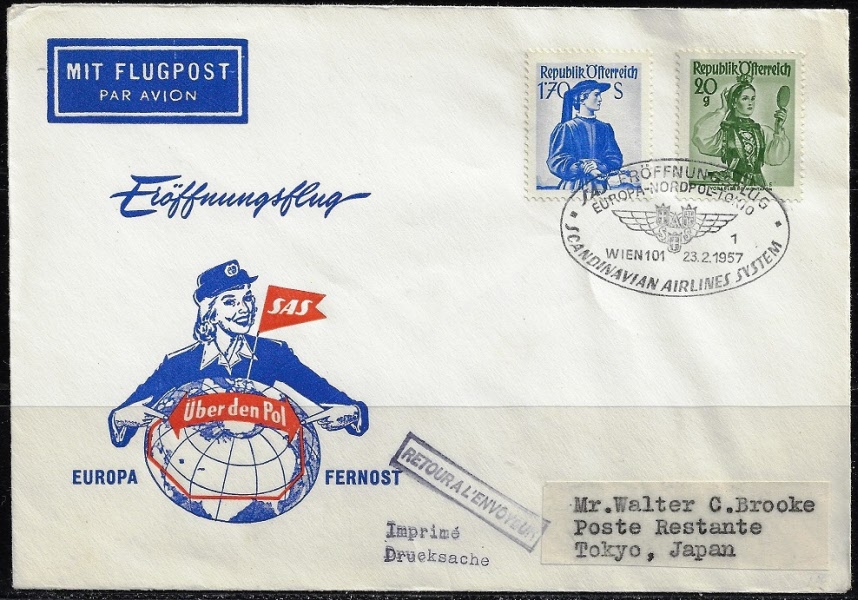 MIT FLUGPOST
PAR AVION
Republik Österreich
1'70 S
Republik Österreich
20
g
Eröffnungsflug
SAS ERÖFFNUNGSFLUG
EUROPA-NORDPOL-TOKIO
1
WIEN 101 23.2.1957
SCANDINAVIAN AIRLINES SYSTEM
SAS
Über den Pol
EUROPA FERNOST
RETOUR A L'ENVOYEUR
Imprimé
Drucksache
Mr.Walter C.Brooke
Poste Restante
Tokyo, Japan